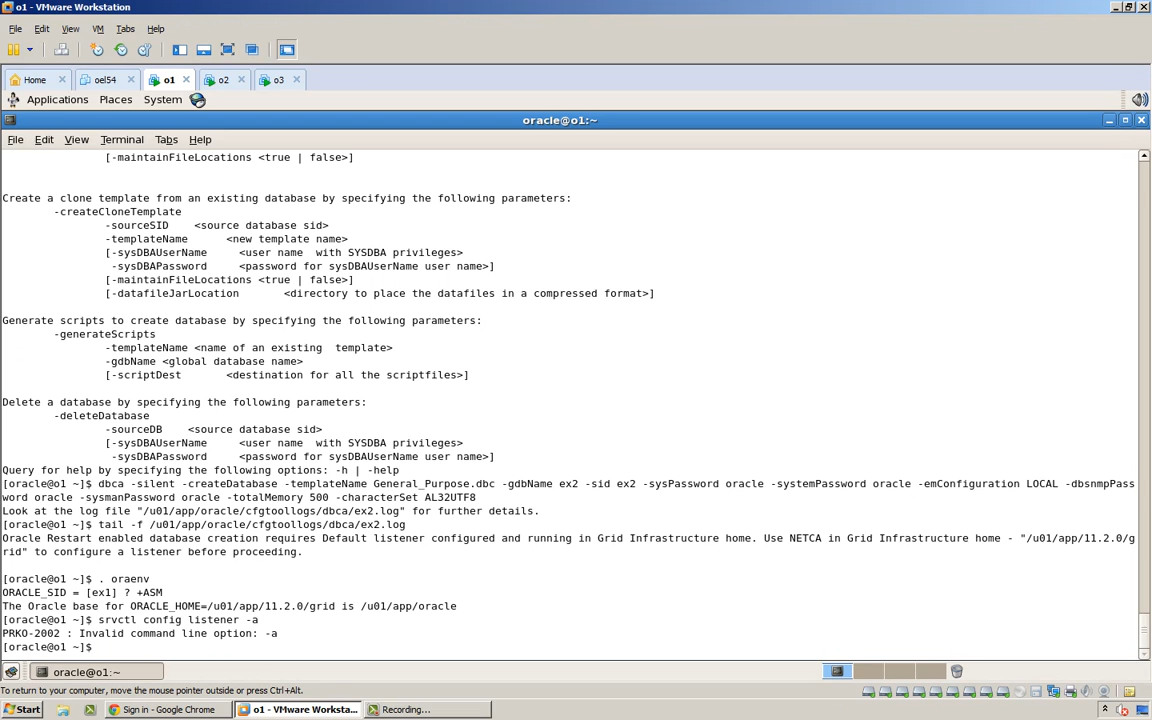 o1 - VMware Workstation
File Edit View VM Tabs Help
Home oel54 o1 o2 o3
Applications Places System
oracle@o1:~
File Edit View Terminal Tabs Help
[-maintainFileLocations <true | false>]
Create a clone template from an existing database by specifying the following parameters:
-createCloneTemplate
-sourceSID <source database sid>
-templateName <new template name>
[-sysDBAUserName <user name with SYSDBA privileges>
-sysDBAPassword <password for sysDBAUserName user name>]
[-maintainFileLocations <true | false>]
[-datafileJarLocation <directory to place the datafiles in a compressed format>]
Generate scripts to create database by specifying the following parameters:
-generateScripts
-templateName <name of an existing template>
-gdbName <global database name>
[-scriptDest <destination for all the scriptfiles>]
Delete a database by specifying the following parameters:
-deleteDatabase
-sourceDB <source database sid>
[-sysDBAUserName <user name with SYSDBA privileges>
-sysDBAPassword <password for sysDBAUserName user name>]
Query for help by specifying the following options: -h | -help
[oracle@o1 ~]$ dbca -silent -createDatabase -templateName General_Purpose.dbc -gdbName ex2 -sid ex2 -sysPassword oracle -systemPassword oracle -emConfiguration LOCAL -dbsnmpPass
word oracle -sysmanPassword oracle -totalMemory 500 -characterSet AL32UTF8
Look at the log file "/u01/app/oracle/cfgtoollogs/dbca/ex2.log" for further details.
[oracle@o1 ~]$ tail -f /u01/app/oracle/cfgtoollogs/dbca/ex2.log
Oracle Restart enabled database creation requires Default listener configured and running in Grid Infrastructure home. Use NETCA in Grid Infrastructure home - "/u01/app/11.2.0/g
rid" to configure a listener before proceeding.
[oracle@o1 ~]$ . oraenv
ORACLE_SID = [ex1] ? +ASM
The Oracle base for ORACLE_HOME=/u01/app/11.2.0/grid is /u01/app/oracle
[oracle@o1 ~]$ srvctl config listener -a
PRKO-2002 : Invalid command line option: -a
[oracle@o1 ~]$
oracle@o1:~
To return to your computer, move the mouse pointer outside or press Ctrl+Alt.
Start Sign in - Google Chrome o1 - VMware Worksta... Recording...